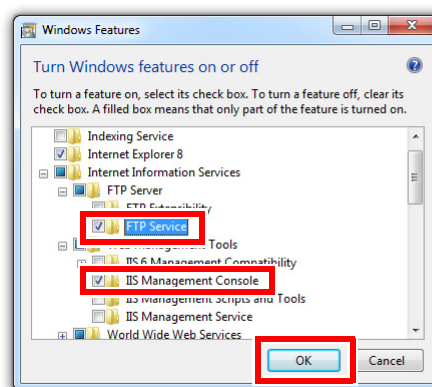 Windows Features
Turn Windows features on or off
To turn a feature on, select its check box. To turn a feature off, clear its
check box. A filled box means that only part of the feature is turned on.
Indexing Service
Internet Explorer 8
Internet Information Services
FTP Server
FTP Extensibility
FTP Service
Web Management Tools
IIS 6 Management Compatibility
IIS Management Console
IIS Management Scripts and Tools
IIS Management Service
World Wide Web Services
OK
Cancel